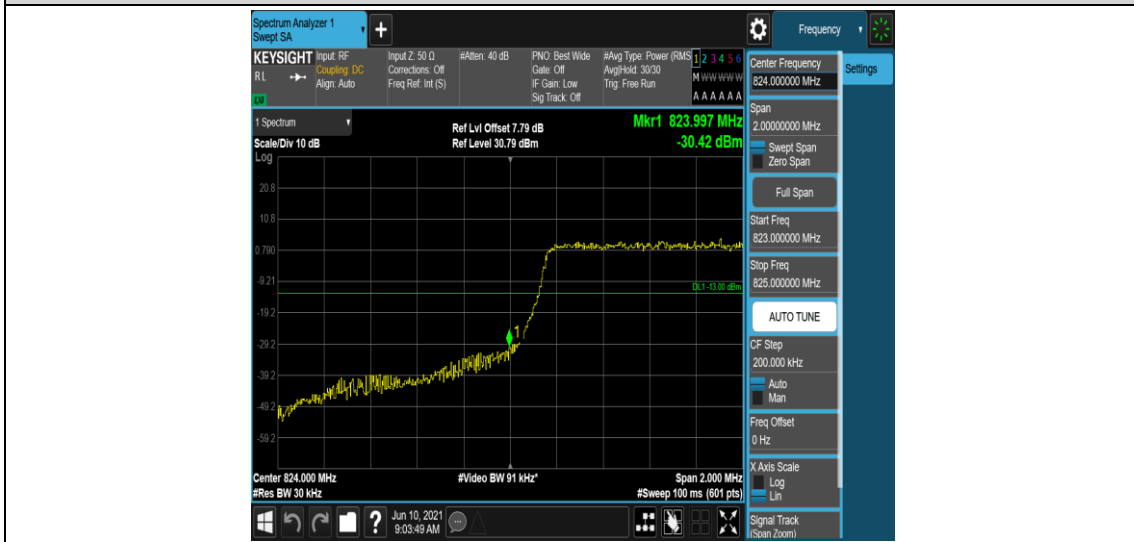 Spectrum Analyzer 1
Swept SA
+
Frequency
KEYSIGHT
Input: RF
Input Z: 50 Ω
#Atten: 40 dB
PNO: Best Wide
#Avg Type: Power (RMS
1 2 3 4 5 6
RL
Coupling: DC
Corrections: Off
Gate: Off
Avg|Hold: 30/30
M W W W W W
Align: Auto
Freq Ref: Int (S)
IF Gain: Low
Trig: Free Run
Sig Track: Off
A A A A A A
LXI
1 Spectrum
Ref Lvl Offset 7.79 dB
Mkr1 823.997 MHz
Scale/Div 10 dB
Ref Level 30.79 dBm
-30.42 dBm
Log
20.8
10.8
0.790
-9.21
DL1 -13.00 dBm
-19.2
1
-29.2
-39.2
-49.2
-59.2
Center 824.000 MHz
#Video BW 91 kHz*
Span 2.000 MHz
#Res BW 30 kHz
#Sweep 100 ms (601 pts)
?
Jun 10, 2021
9:03:49 AM
Center Frequency
824.000000 MHz
Settings
Span
2.00000000 MHz
Swept Span
Zero Span
Full Span
Start Freq
823.000000 MHz
Stop Freq
825.000000 MHz
AUTO TUNE
CF Step
200.000 kHz
Auto
Man
Freq Offset
0 Hz
X Axis Scale
Log
Lin
Signal Track
(Span Zoom)